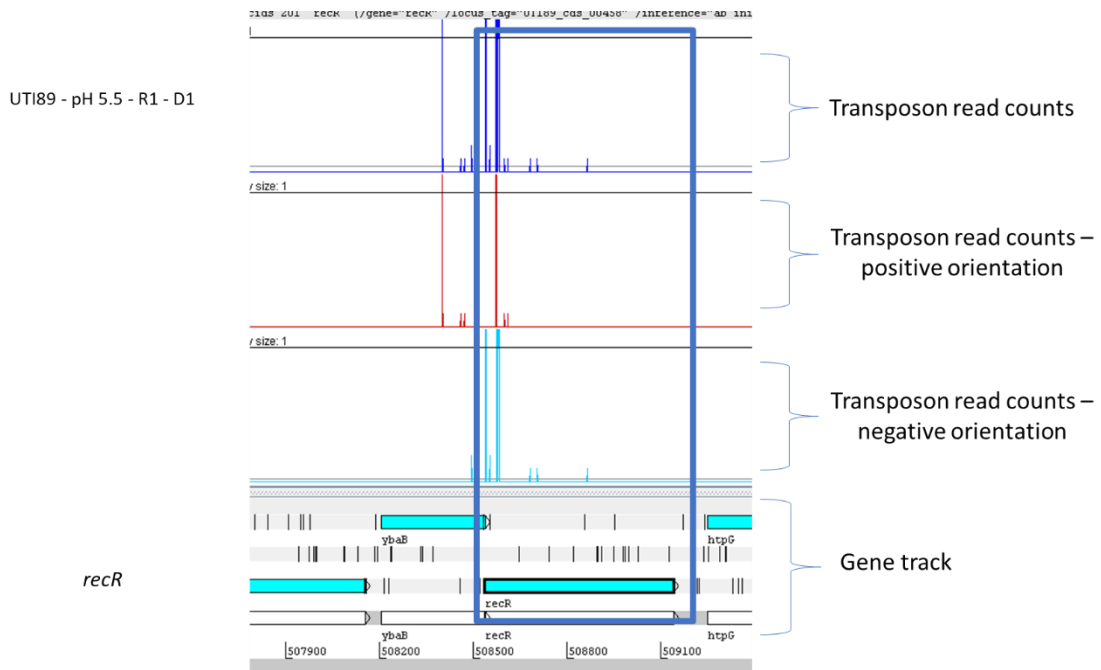 cids 201 recR (/gene="recR" /locus_tag="UTI89_cds_00458" /inference="ab ini
UTI89 - pH 5.5 - R1 - D1
Transposon read counts
v size: 1
Transposon read counts –
positive orientation
v size: 1
Transposon read counts –
negative orientation
ybaB
htpG
Gene track
recR
recR
ybaB
recR
htpG
507900
508200
508500
508800
509100